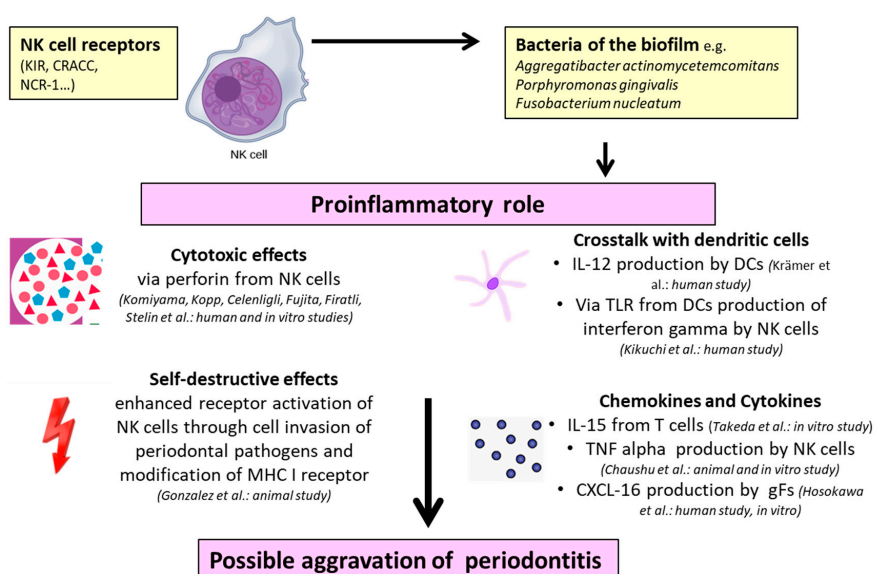 NK cell receptors
(KIR, CRACC,
NCR-1...)
NK cell
Bacteria of the biofilm e.g.
Aggregatibacter actinomycetemcomitans
Porphyromonas gingivalis
Fusobacterium nucleatum
Proinflammatory role
Cytotoxic effects
via perforin from NK cells
(Komiyama, Kopp, Celenligli, Fujita, Firatli,
Stelin et al.: human and in vitro studies)
Crosstalk with dendritic cells
• IL-12 production by DCs (Krämer et
al.: human study)
• Via TLR from DCs production of
interferon gamma by NK cells
(Kikuchi et al.: human study)
Self-destructive effects
enhanced receptor activation of
NK cells through cell invasion of
periodontal pathogens and
modification of MHC I receptor
(Gonzalez et al.: animal study)
Chemokines and Cytokines
• IL-15 from T cells (Takeda et al.: in vitro study)
• TNF alpha production by NK cells
(Chaushu et al.: animal and in vitro study)
• CXCL-16 production by gFs (Hosokawa
et al.: human study, in vitro)
Possible aggravation of periodontitis